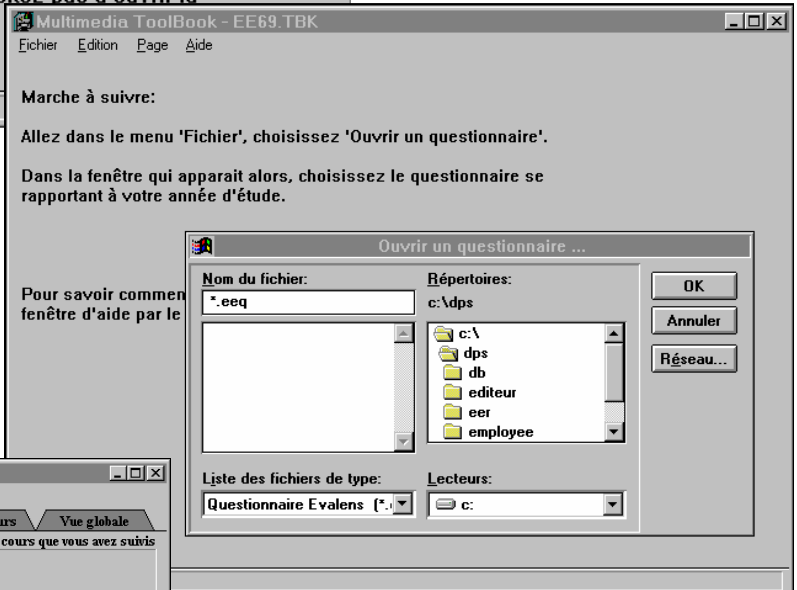 Multimedia ToolBook - EE69.TBK
Fichier Edition Page Aide
Marche à suivre:
Allez dans le menu 'Fichier', choisissez 'Ouvrir un questionnaire'.
Dans la fenêtre qui apparait alors, choisissez le questionnaire se
rapportant à votre année d'étude.
Pour savoir commen
fenêtre d'aide par le
Ouvrir un questionnaire ...
Nom du fichier:
*.eeq
Répertoires:
c:\dps
c:\
dps
db
editeur
eer
employee
OK
Annuler
Réseau...
Liste des fichiers de type:
Questionnaire Evalens (*.
Lecteurs:
c:
urs Vue globale
cours que vous avez suivis